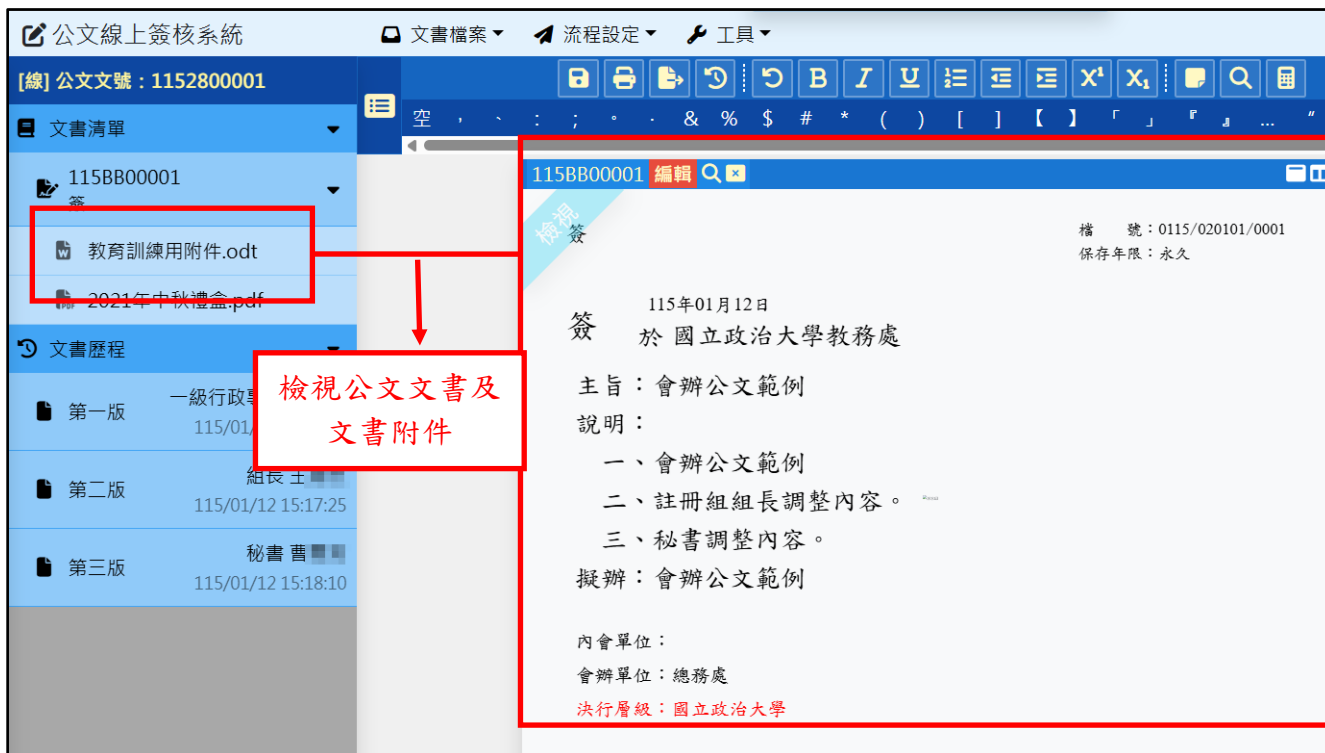 公文線上簽核系統
文書檔案 流程設定 工具
[線] 公文文號：1152800001
文書清單
115BB00001
簽
教育訓練用附件.odt
2021年中秋禮盒.pdf
文書歷程
第一版 一級行政
115/01/
第二版 組長 王
115/01/12 15:17:25
第三版 秘書 曹
115/01/12 15:18:10
檢視公文文書及
文書附件
B I U X¹ X₁
空 ， 、 ： ； 。 · & % $ # * ( ) [ ] 【 】 「 」 『 』 … "
115BB00001 編輯
檢視
簽
檔 號：0115/020101/0001
保存年限：永久
115年01月12日
簽 於 國立政治大學教務處
主旨：會辦公文範例
說明：
一、會辦公文範例
二、註冊組組長調整內容。
三、秘書調整內容。
擬辦：會辦公文範例
內會單位：
會辦單位：總務處
決行層級：國立政治大學